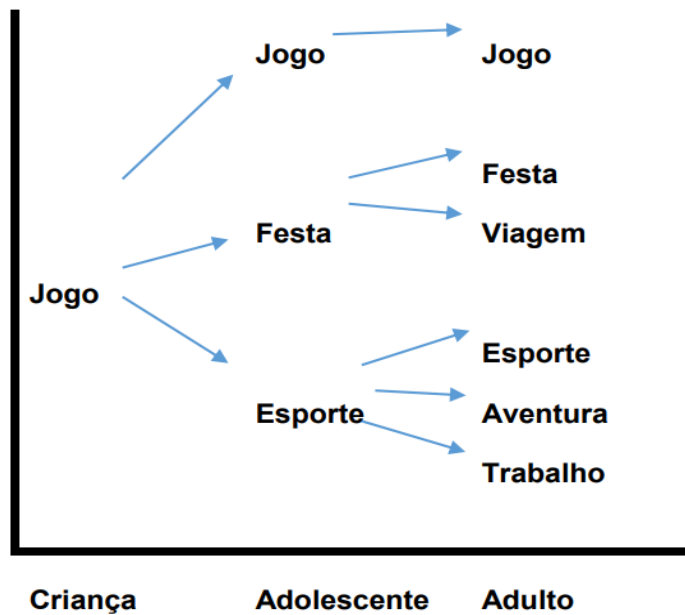 Jogo Jogo
Festa
Festa Viagem
Jogo
Esporte
Esporte Aventura
Trabalho
Criança Adolescente Adulto